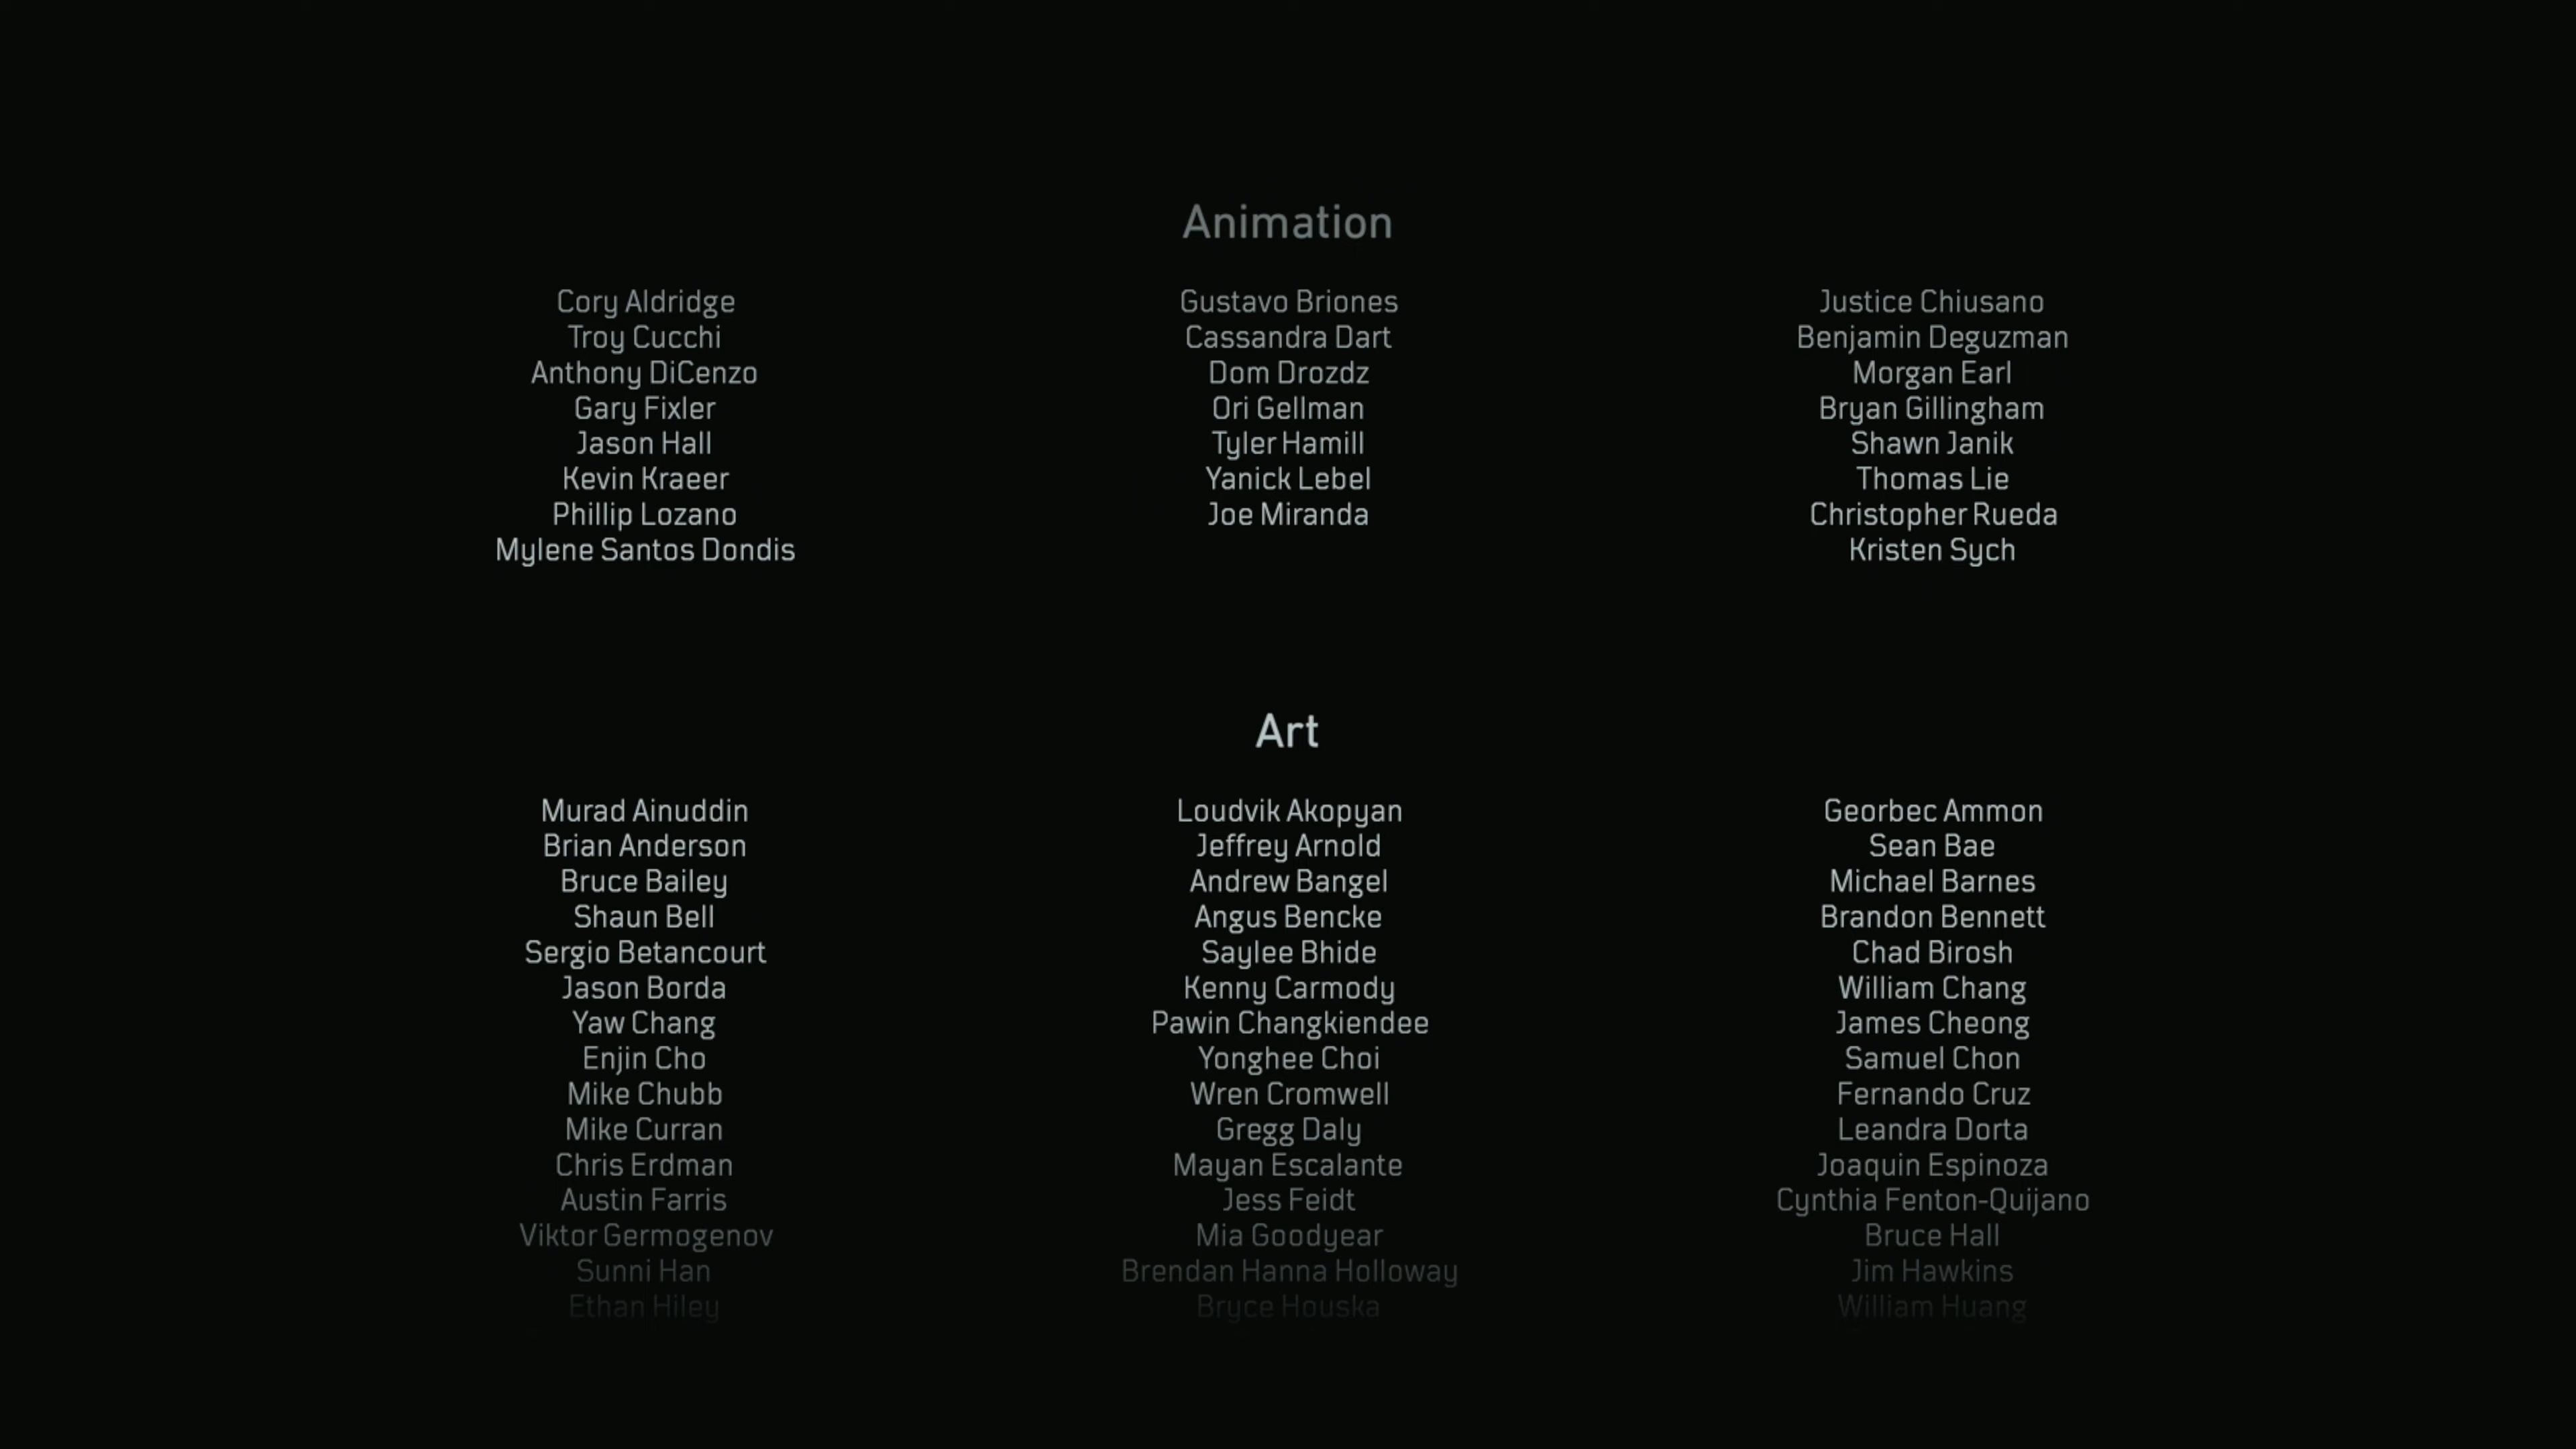 Animation
Cory Aldridge Gustavo Briones Justice Chiusano
Troy Cucchi Cassandra Dart Benjamin Deguzman
Anthony DiCenzo Dom Drozdz Morgan Earl
Gary Fixler Ori Gellman Bryan Gillingham
Jason Hall Tyler Hamill Shawn Janik
Kevin Kraeer Yanick Lebel Thomas Lie
Phillip Lozano Joe Miranda Christopher Rueda
Mylene Santos Dondis Kristen Sych
Art
Murad Ainuddin Loudvik Akopyan Georbec Ammon
Brian Anderson Jeffrey Arnold Sean Bae
Bruce Bailey Andrew Bangel Michael Barnes
Shaun Bell Angus Bencke Brandon Bennett
Sergio Betancourt Saylee Bhide Chad Birosh
Jason Borda Kenny Carmody William Chang
Yaw Chang Pawin Changkiendee James Cheong
Enjin Cho Yonghee Choi Samuel Chon
Mike Chubb Wren Cromwell Fernando Cruz
Mike Curran Gregg Daly Leandra Dorta
Chris Erdman Mayan Escalante Joaquin Espinoza
Austin Farris Jess Feidt Cynthia Fenton-Quijano
Viktor Germogenov Mia Goodyear Bruce Hall
Sunni Han Brendan Hanna Holloway Jim Hawkins
Ethan Hiley Bryce Houska William Huang